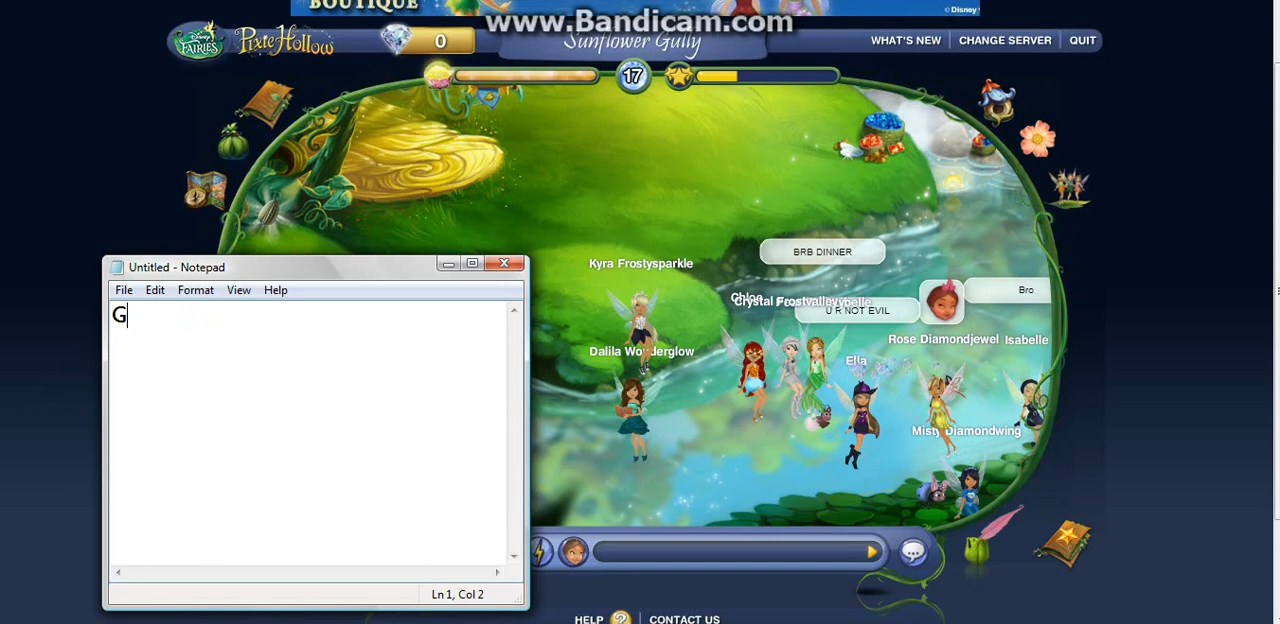 BOUTIQUE
© Disney
www.Bandicam.com
Disney
FAIRIES
Pixie Hollow
0
Sunflower Gully
WHAT'S NEW
CHANGE SERVER
QUIT
17
BRB DINNER
Untitled - Notepad
Kyra Frostysparkle
File Edit Format View Help
Bro
Chloe
Crystal
U R NOT EVIL
G
Rose Diamondjewel
Isabelle
Dalila Wonderglow
Ella
Misty Diamondwing
Ln 1, Col 2
HELP
?
CONTACT US